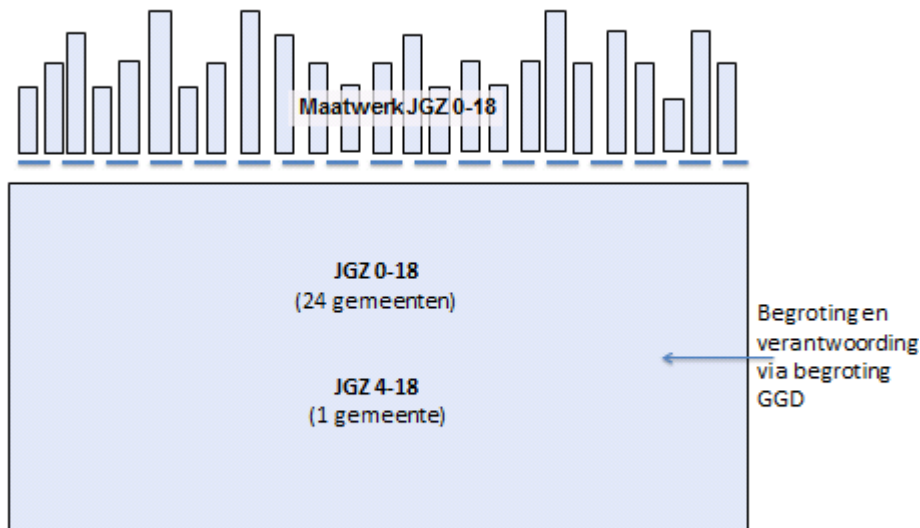 Maatwerk JGZ 0-18
JGZ 0-18
(24 gemeenten)
JGZ 4-18
(1 gemeente)
Begroting en
verantwoording
via begroting
GGD